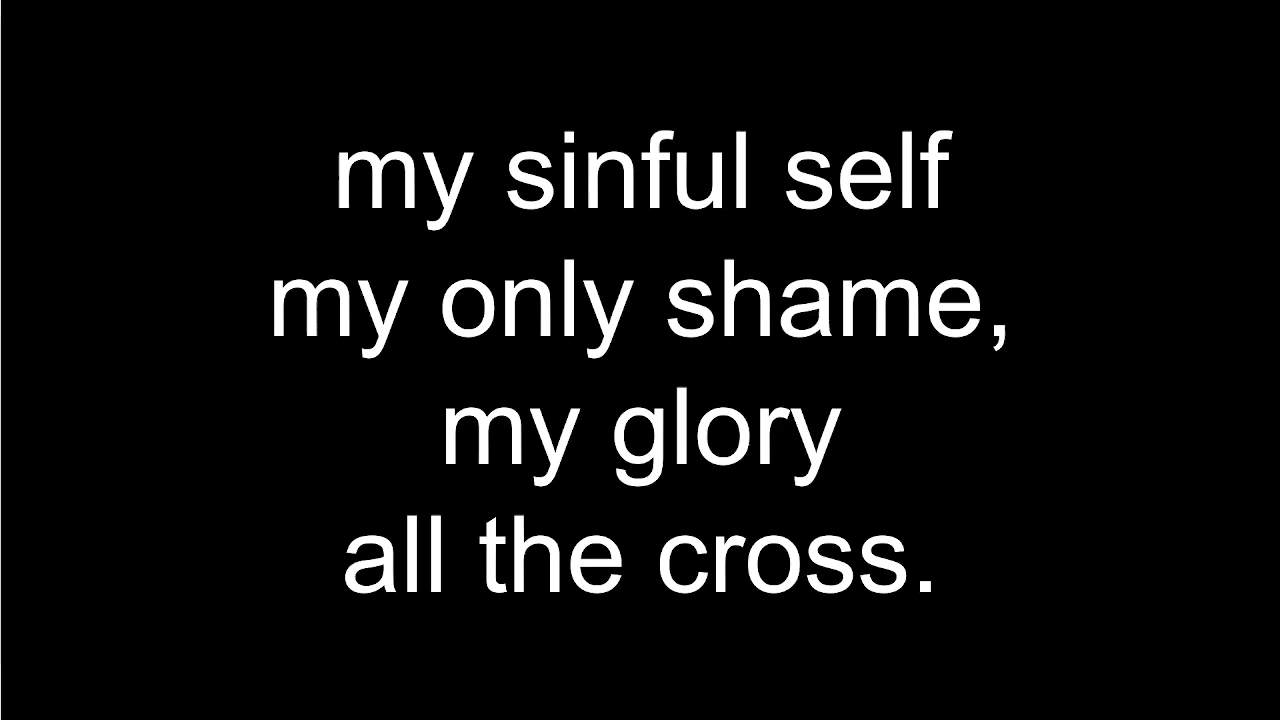 my sinful self
my only shame,
my glory
all the cross.